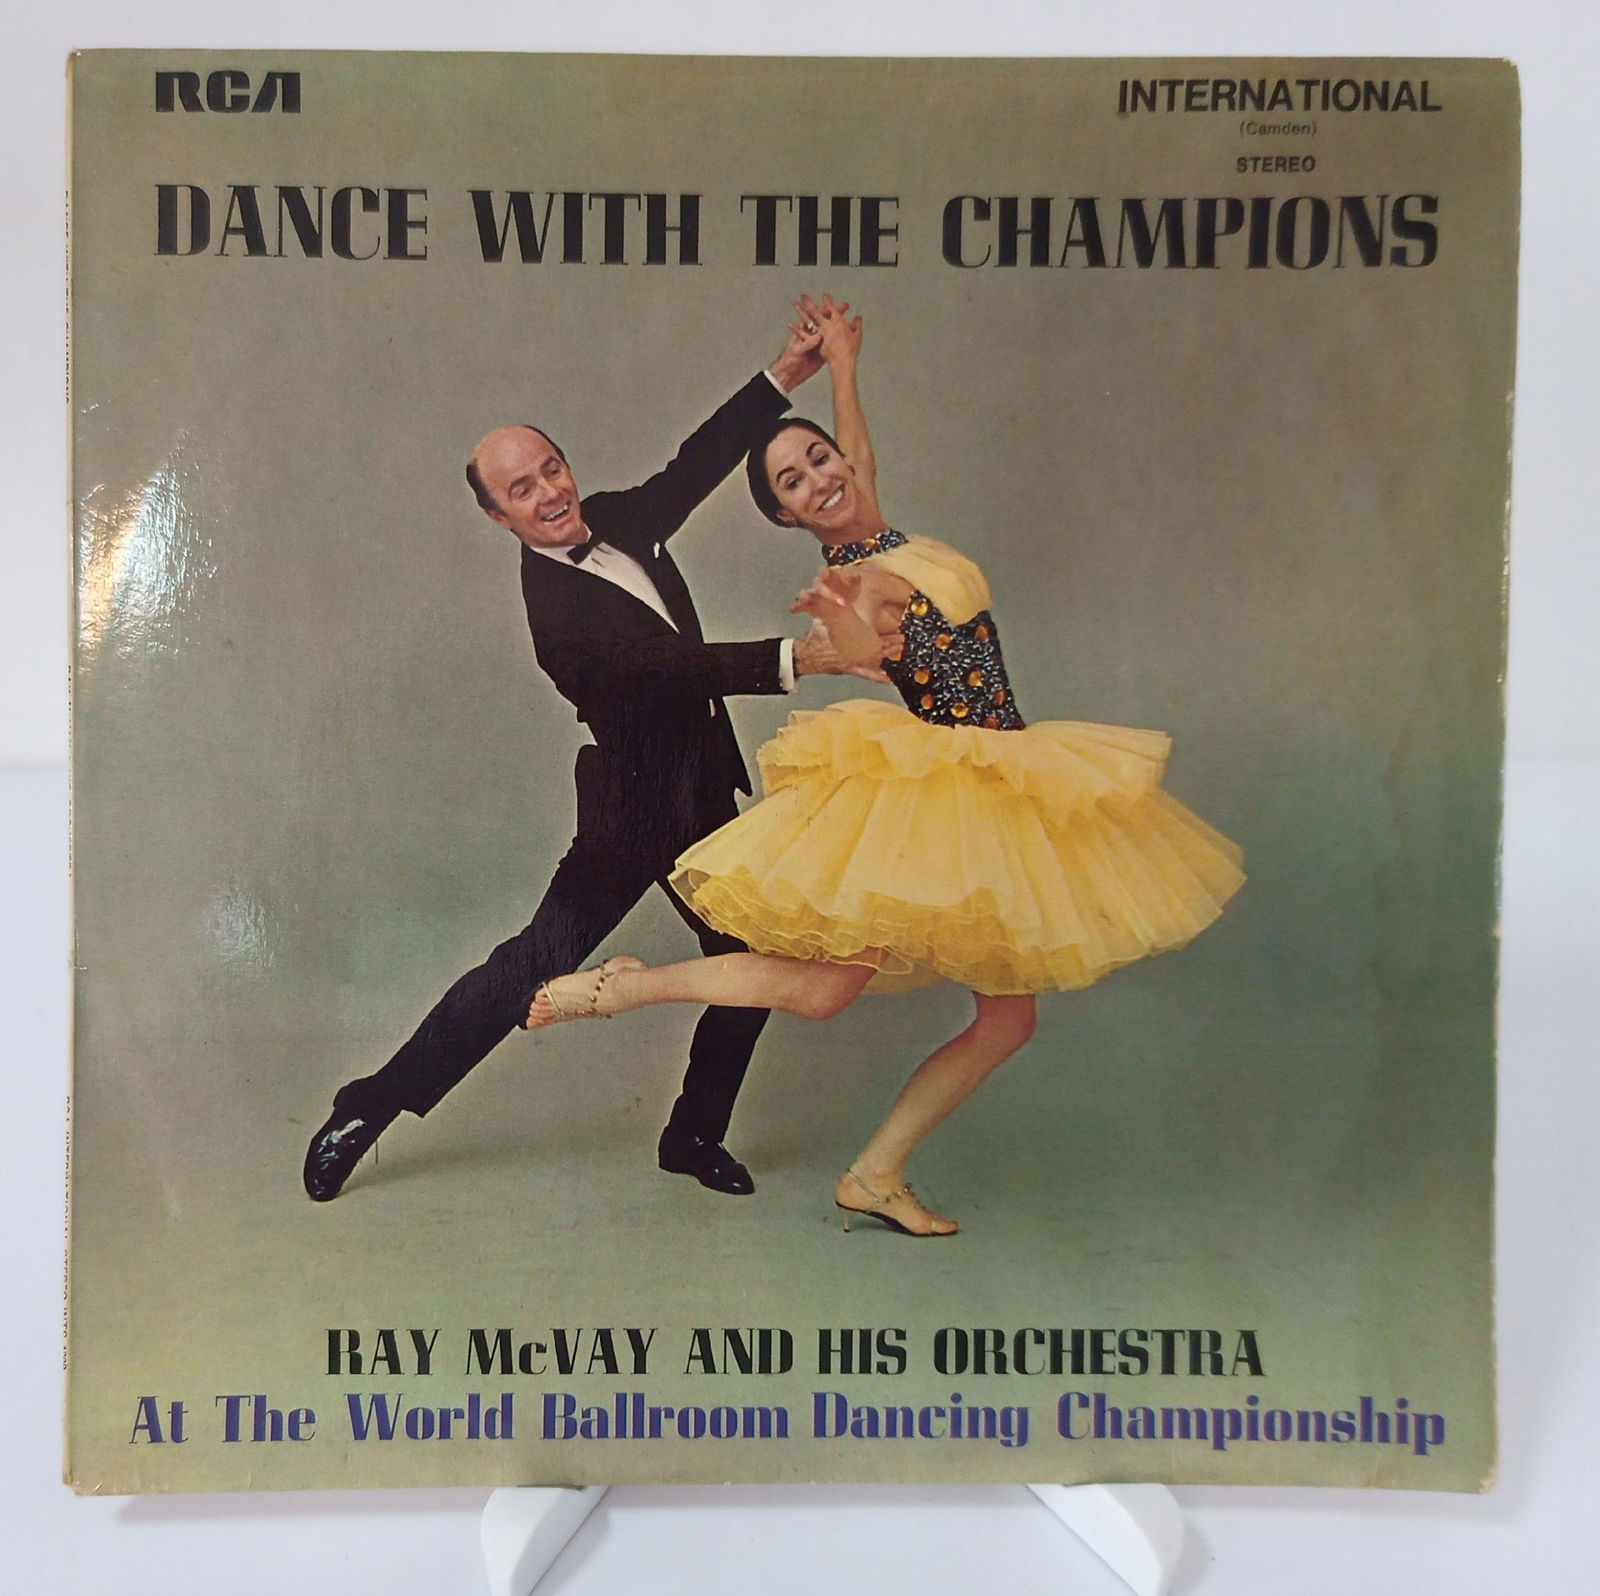 RCA
INTERNATIONAL
(Camden)
STEREO
DANCE WITH THE CHAMPIONS
RAY McVAY AND HIS ORCHESTRA
At The World Ballroom Dancing Championship